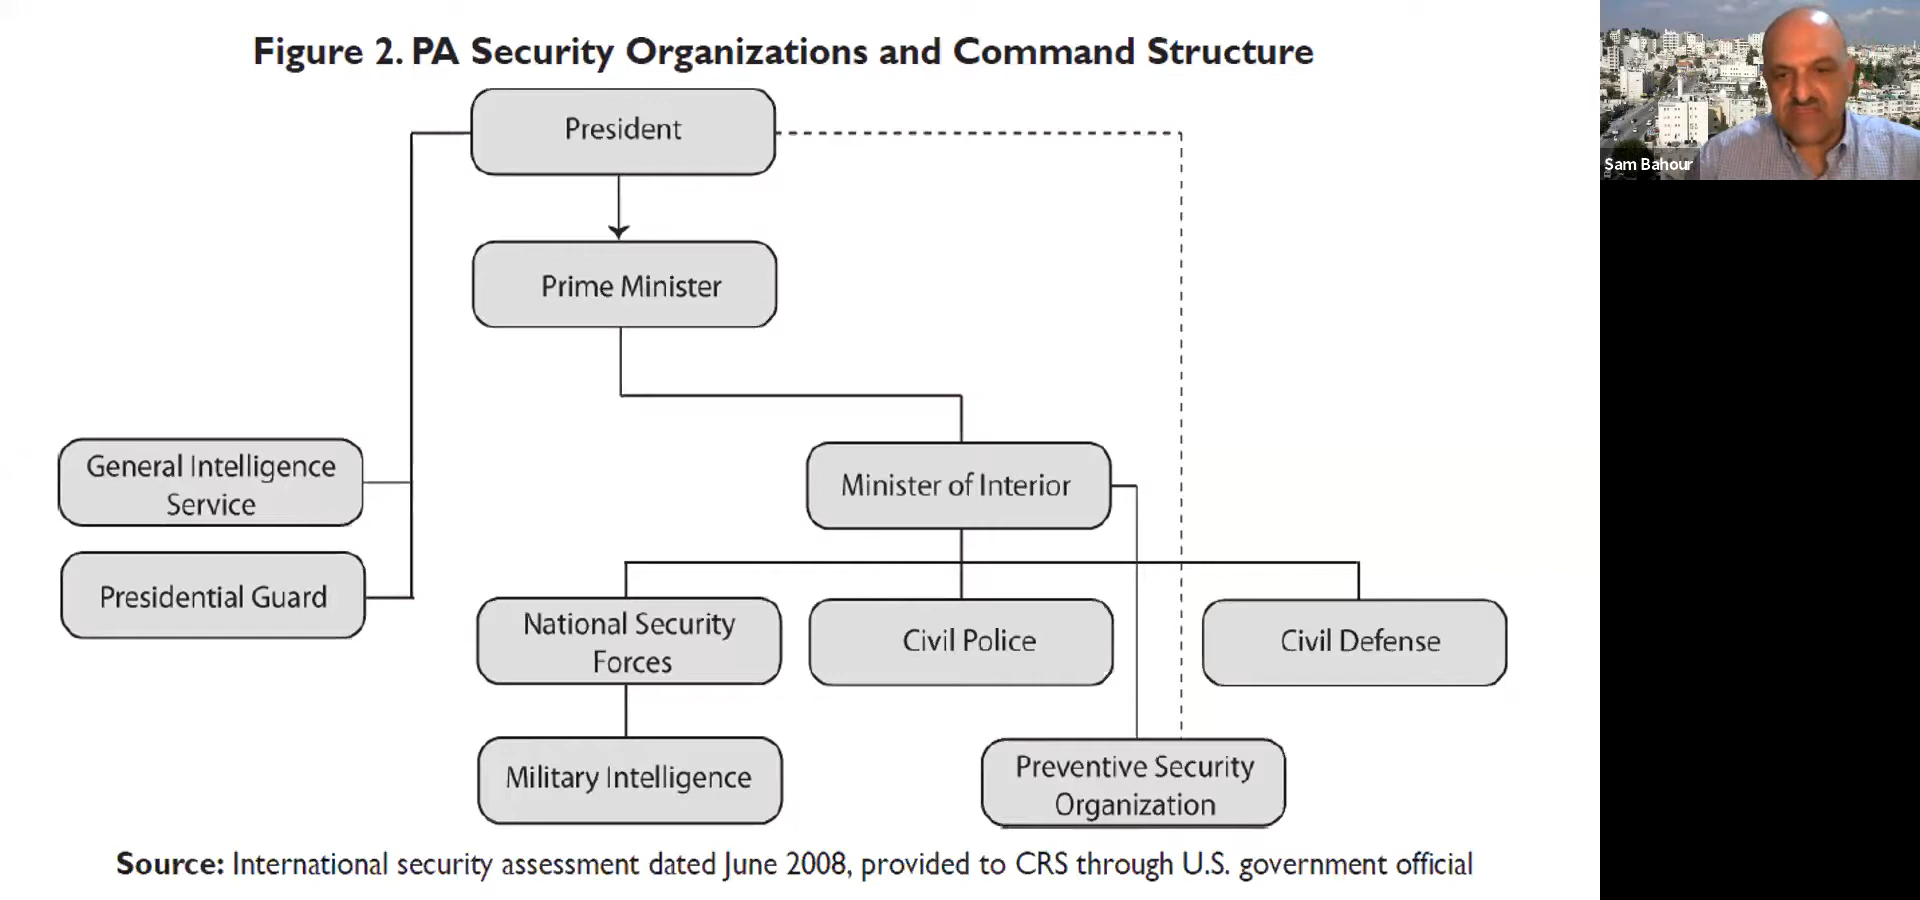 Figure 2. PA Security Organizations and Command Structure
President
Prime Minister
General Intelligence
Service
Minister of Interior
Presidential Guard
National Security
Forces
Civil Police
Civil Defense
Military Intelligence
Preventive Security
Organization
Source: International security assessment dated June 2008, provided to CRS through U.S. government official
Sam Bahour